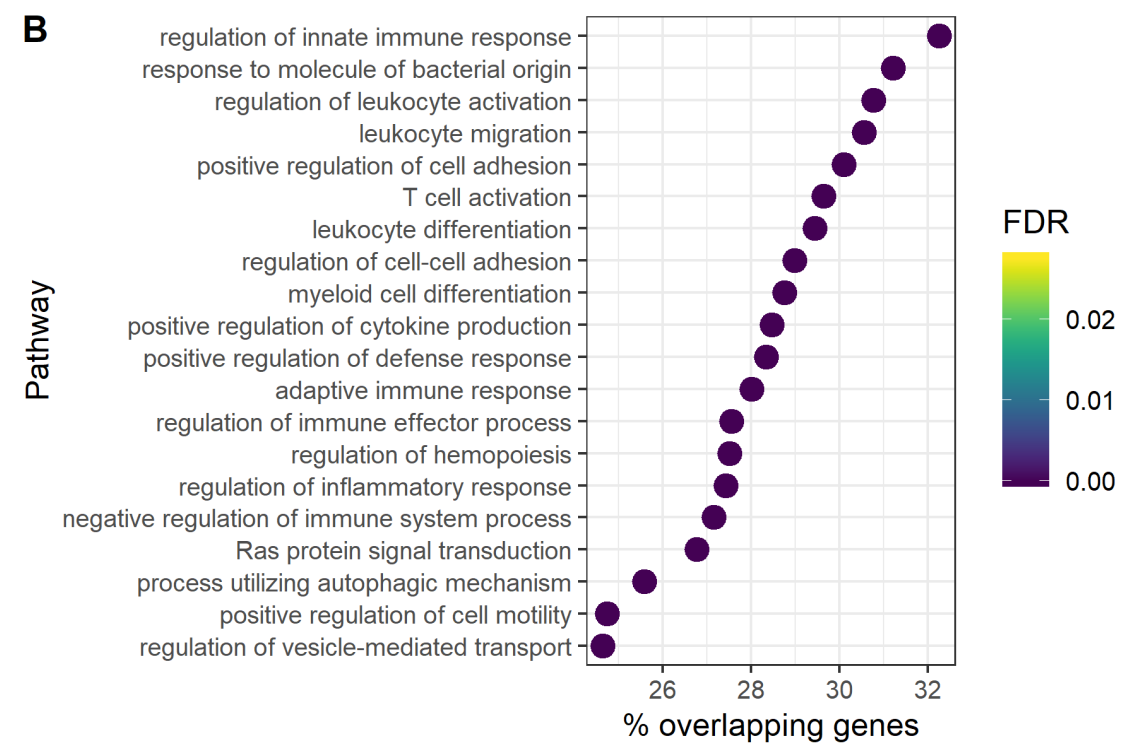 B
regulation of innate immune response
response to molecule of bacterial origin
regulation of leukocyte activation
leukocyte migration
positive regulation of cell adhesion
T cell activation
leukocyte differentiation
regulation of cell-cell adhesion
myeloid cell differentiation
positive regulation of cytokine production
positive regulation of defense response
adaptive immune response
regulation of immune effector process
regulation of hemopoiesis
regulation of inflammatory response
negative regulation of immune system process
Ras protein signal transduction
process utilizing autophagic mechanism
positive regulation of cell motility
regulation of vesicle-mediated transport
Pathway
26 28 30 32
% overlapping genes
FDR
0.02
0.01
0.00